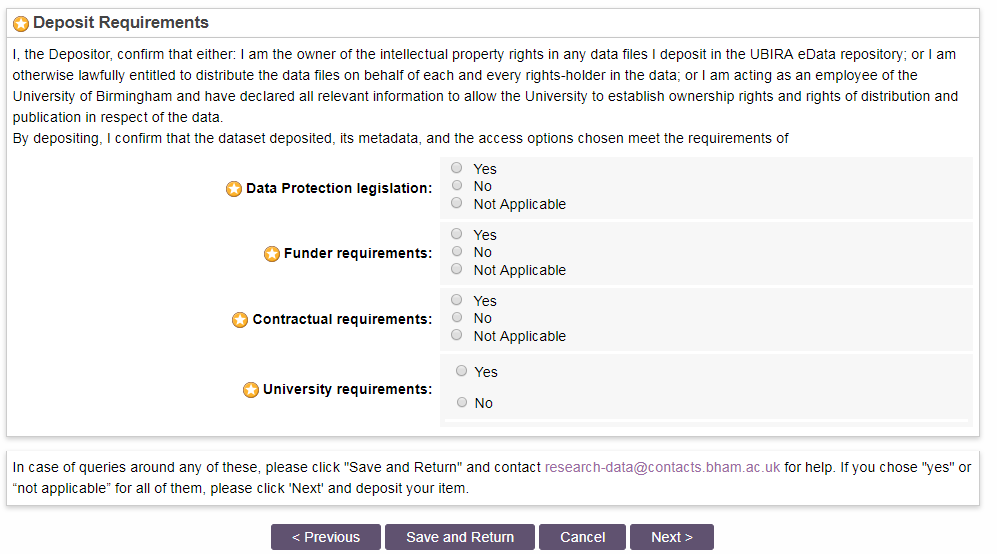 Deposit Requirements
I, the Depositor, confirm that either: I am the owner of the intellectual property rights in any data files I deposit in the UBIRA eData repository; or I am
otherwise lawfully entitled to distribute the data files on behalf of each and every rights-holder in the data; or I am acting as an employee of the
University of Birmingham and have declared all relevant information to allow the University to establish ownership rights and rights of distribution and
publication in respect of the data.
By depositing, I confirm that the dataset deposited, its metadata, and the access options chosen meet the requirements of
Data Protection legislation:
Yes
No
Not Applicable
Funder requirements:
Yes
No
Not Applicable
Contractual requirements:
Yes
No
Not Applicable
University requirements:
Yes
No
In case of queries around any of these, please click "Save and Return" and contact research-data@contacts.bham.ac.uk for help. If you chose "yes" or
“not applicable” for all of them, please click 'Next' and deposit your item.
< Previous Save and Return Cancel Next >